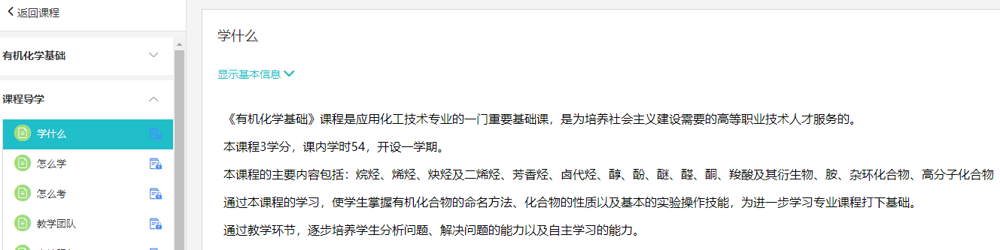 返回课程
有机化学基础
课程导学
学什么
怎么学
怎么考
教学团队
学什么
显示基本信息
《有机化学基础》课程是应用化工技术专业的一门重要基础课，是为培养社会主义建设需要的高等职业技术人才服务的。
本课程3学分，课内学时54，开设一学期。
本课程的主要内容包括：烷烃、烯烃、炔烃及二烯烃、芳香烃、卤代烃、醇、酚、醚、醛、酮、羧酸及其衍生物、胺、杂环化合物、高分子化合物
通过本课程的学习，使学生掌握有机化合物的命名方法、化合物的性质以及基本的实验操作技能，为进一步学习专业课程打下基础。
通过教学环节，逐步培养学生分析问题、解决问题的能力以及自主学习的能力。